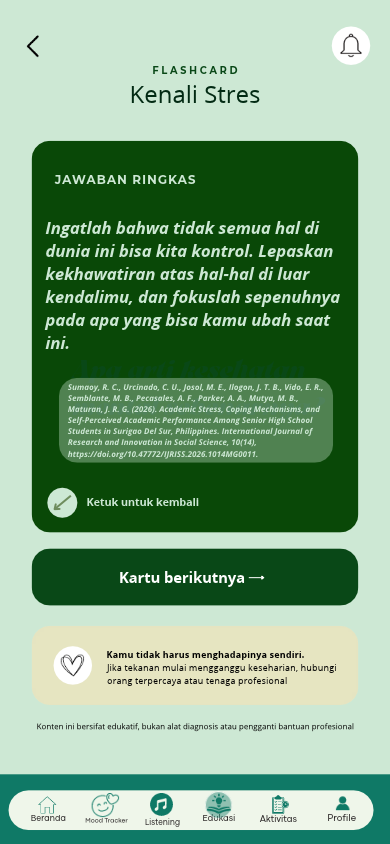 FLASHCARD
Kenali Stres
JAWABAN RINGKAS
Ingatlah bahwa tidak semua hal di
dunia ini bisa kita kontrol. Lepaskan
kekhawatiran atas hal-hal di luar
kendalimu, dan fokuslah sepenuhnya
pada apa yang bisa kamu ubah saat
ini.
Sumaoy, R. C., Urcinado, C. U., Josol, M. E., Ilogon, J. T. B., Vido, E. R.,
Semblante, M. B., Pecasales, A. F., Parker, A. A., Mutya, M. B.,
Maturan, J. R. G. (2026). Academic Stress, Coping Mechanisms, and
Self-Perceived Academic Performance Among Senior High School
Students in Surigao Del Sur, Philippines. International Journal of
Research and Innovation in Social Science, 10(14),
https://doi.org/10.47772/IJRISS.2026.1014MG0011.
Ketuk untuk kembali
Kartu berikutnya →
Kamu tidak harus menghadapinya sendiri.
Jika tekanan mulai mengganggu keseharian, hubungi
orang terpercaya atau tenaga profesional
Konten ini bersifat edukatif, bukan alat diagnosis atau pengganti bantuan profesional
Beranda
Mood Tracker
Listening
Edukasi
Aktivitas
Profile